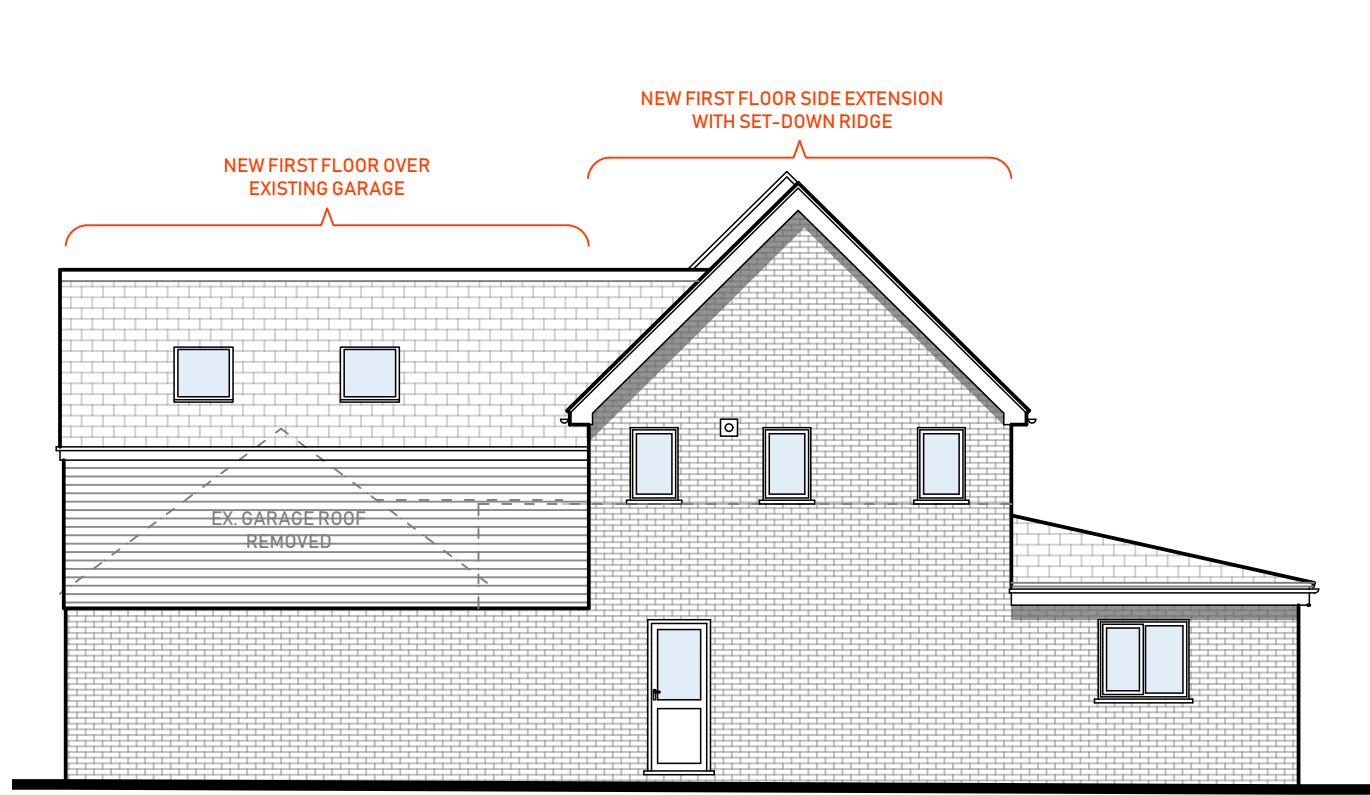 NEW FIRST FLOOR SIDE EXTENSION
WITH SET-DOWN RIDGE
NEW FIRST FLOOR OVER
EXISTING GARAGE
EX. GARAGE ROOF
REMOVED